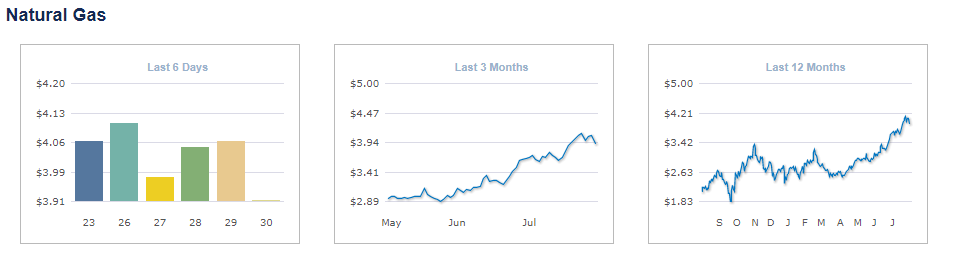 Natural Gas
Last 6 Days
$4.20
$4.13
$4.06
$3.99
$3.91
23 26 27 28 29 30
Last 3 Months
$5.00
$4.47
$3.94
$3.41
$2.89
May Jun Jul
Last 12 Months
$5.00
$4.21
$3.42
$2.63
$1.83
S O N D J F M A M J J